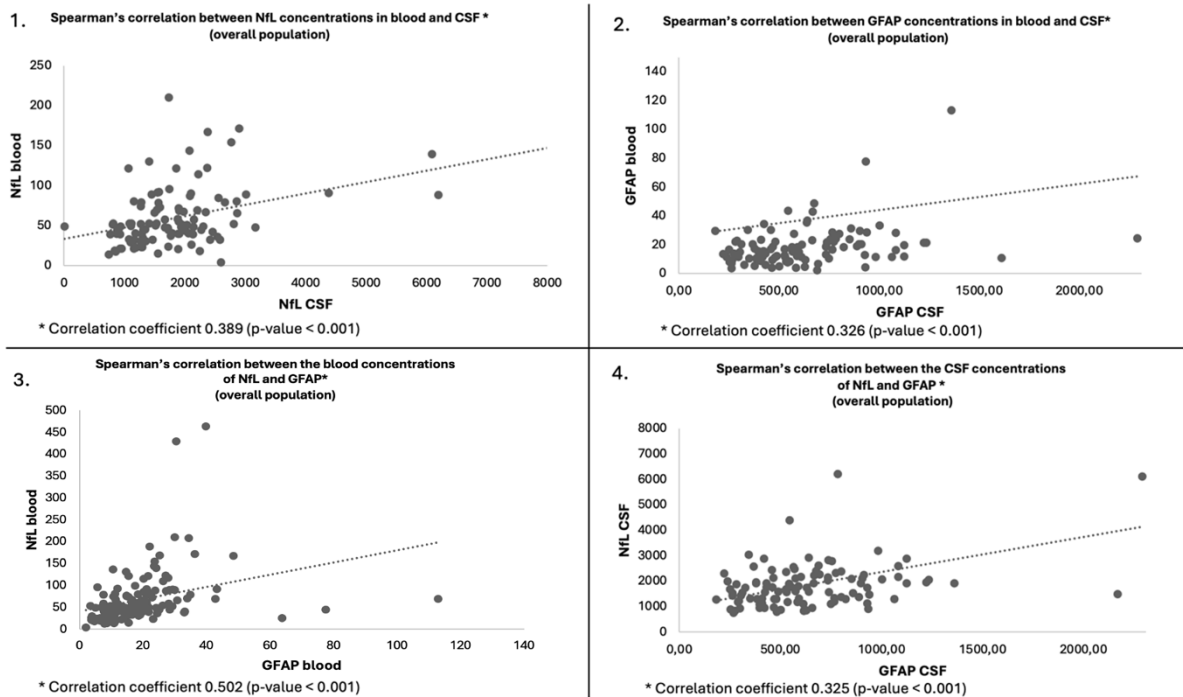 1.
Spearman's correlation between NfL concentrations in blood and CSF *
(overall population)
250
200
150
100
50
0
NfL blood
0 1000 2000 3000 4000 5000 6000 7000 8000
NfL CSF
* Correlation coefficient 0.389 (p-value < 0.001)
2.
Spearman's correlation between GFAP concentrations in blood and CSF*
(overall population)
140
120
100
80
60
40
20
0
GFAP blood
0,00 500,00 1000,00 1500,00 2000,00
GFAP CSF
* Correlation coefficient 0.326 (p-value < 0.001)
3.
Spearman's correlation between the blood concentrations
of NfL and GFAP*
(overall population)
500
450
400
350
300
250
200
150
100
50
0
NfL blood
0 20 40 60 80 100 120 140
GFAP blood
* Correlation coefficient 0.502 (p-value < 0.001)
4.
Spearman's correlation between the CSF concentrations
of NfL and GFAP *
(overall population)
8000
7000
6000
5000
4000
3000
2000
1000
0
NfL CSF
0,00 500,00 1000,00 1500,00 2000,00
GFAP CSF
* Correlation coefficient 0.325 (p-value < 0.001)